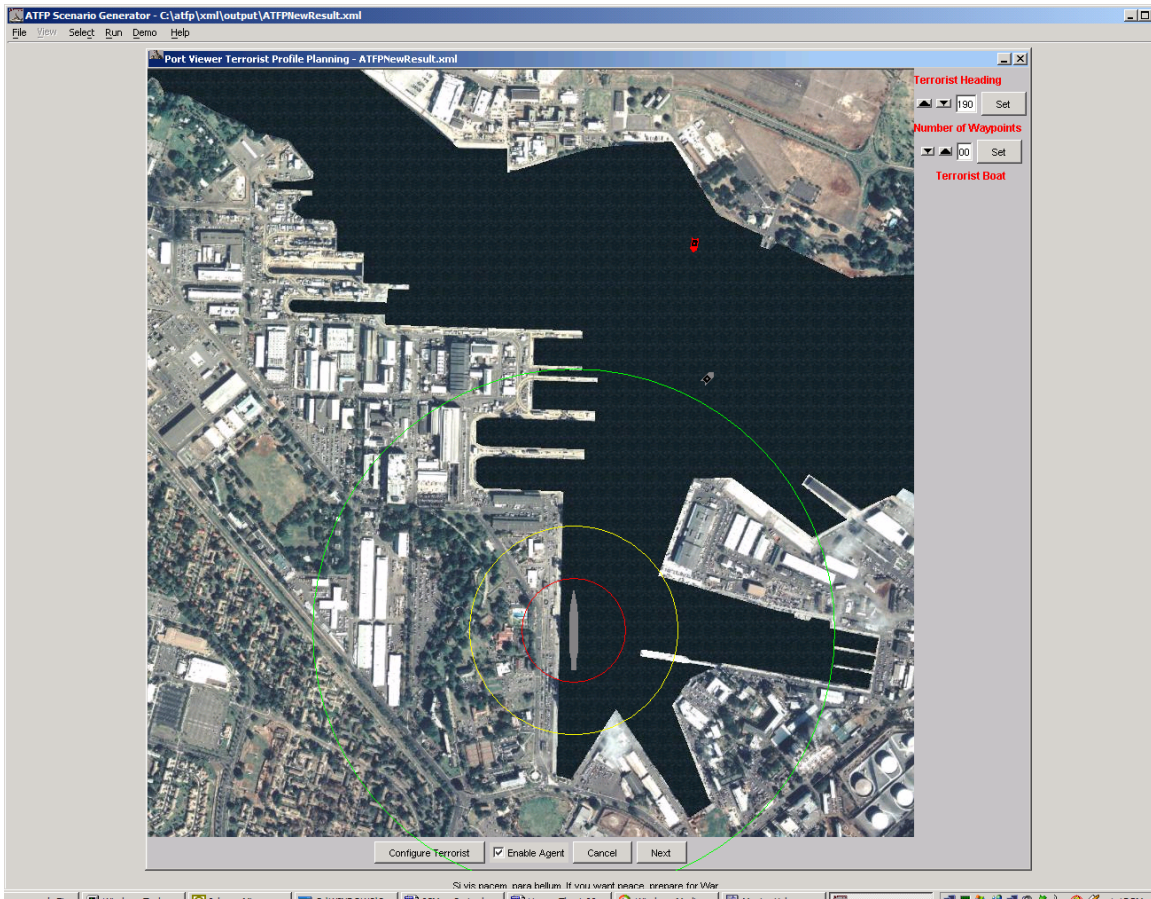 ATFP Scenario Generator - C:\atfp\xml\output\ATFPNewResult.xml
File View Select Run Demo Help
Port Viewer Terrorist Profile Planning - ATFPNewResult.xml
Terrorist Heading
190 Set
Number of Waypoints
00 Set
Terrorist Boat
Configure Terrorist Enable Agent Cancel Next
Si vis pacem, para bellum. If you want peace, prepare for War